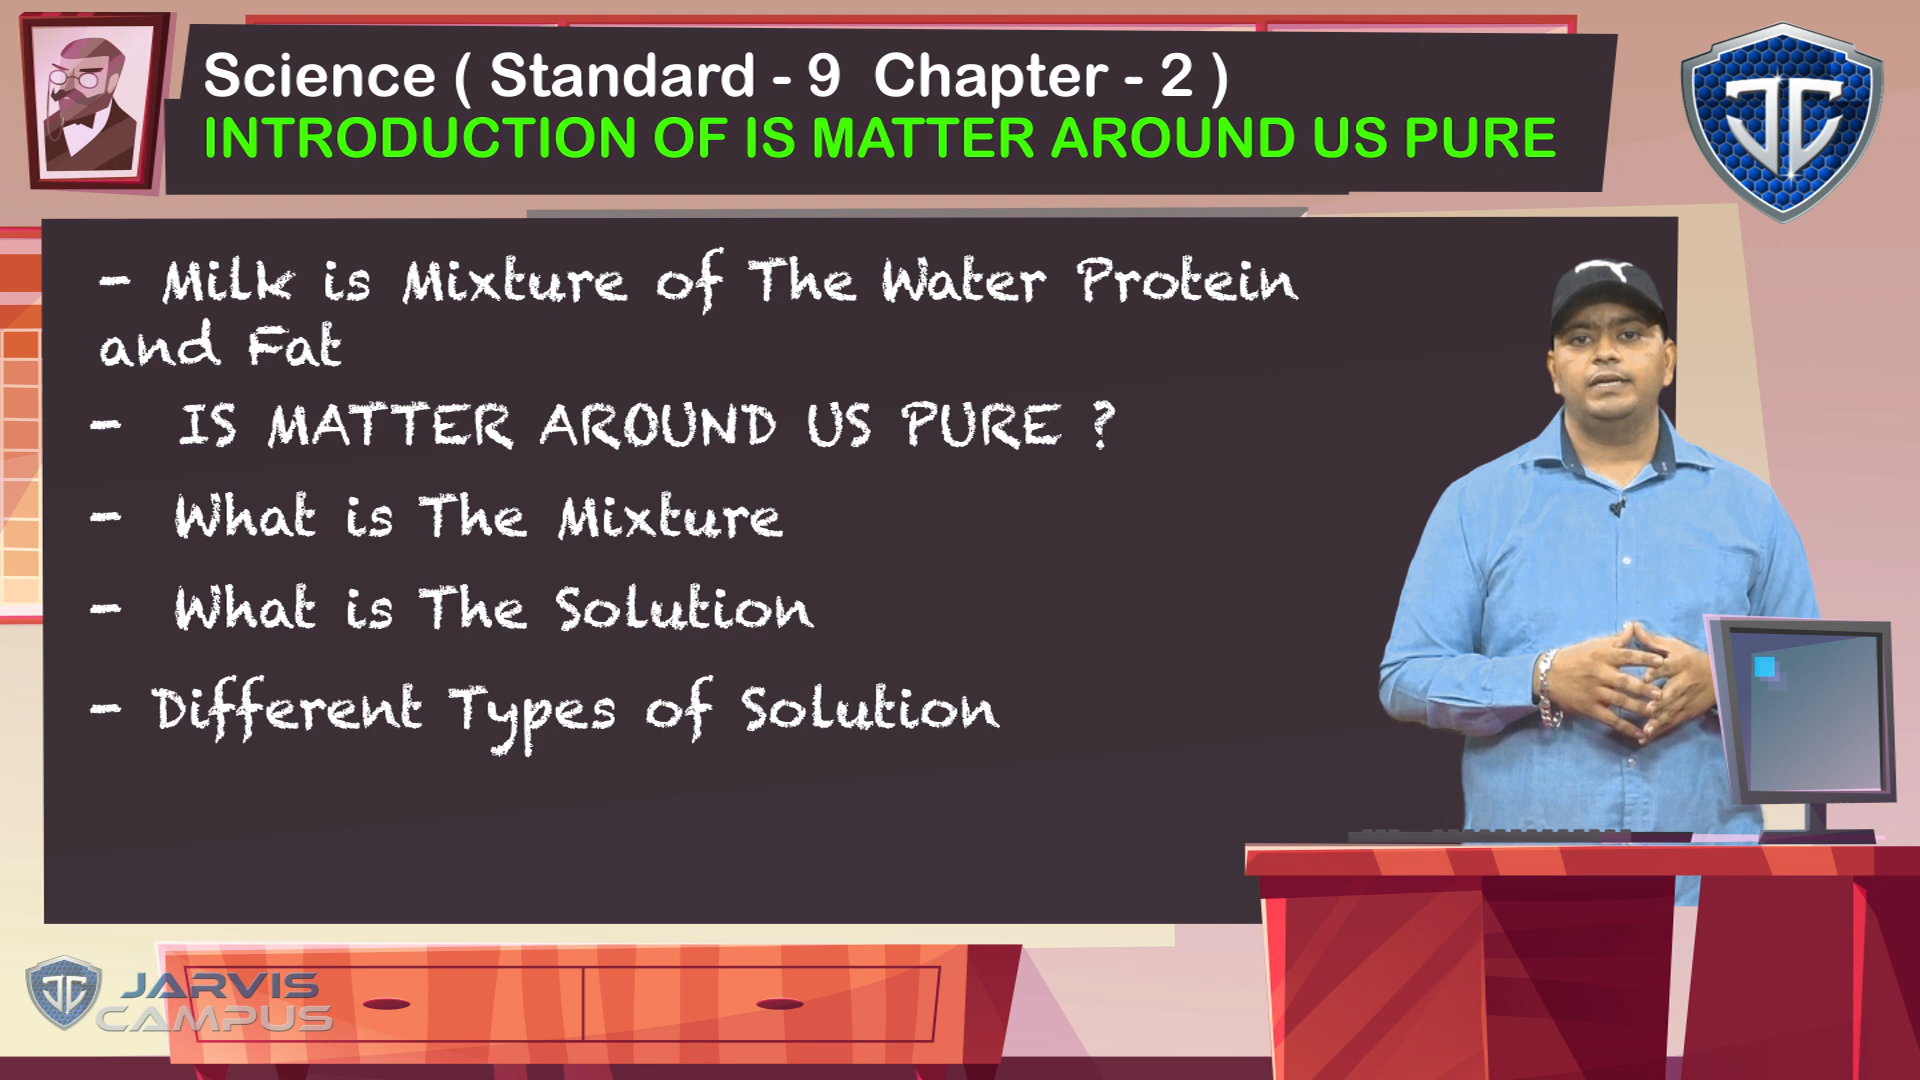 Science ( Standard - 9 Chapter - 2 )
INTRODUCTION OF IS MATTER AROUND US PURE
- Milk is Mixture of The Water Protein
and Fat
- IS MATTER AROUND US PURE ?
- What is The Mixture
- What is The Solution
- Different Types of Solution
JC
JC JARVIS
CAMPUS